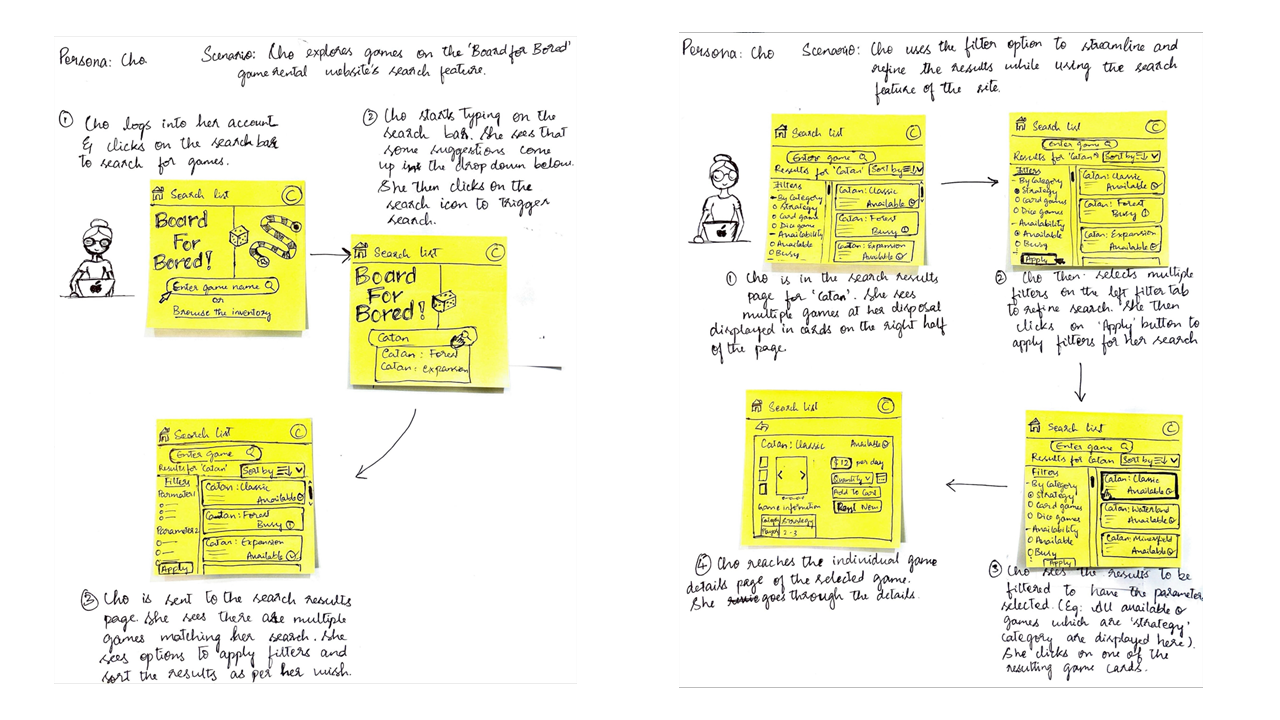 Persona: Cho
Scenario: Cho explores games on the 'Board for Bored'
game rental website's search feature.
① Cho logs into her account
& clicks on the search bar
to search for games.
Search list
C
Board
For
Bored!
Enter game name
or
Browse the inventory
② Cho starts typing on the
search bar. She sees that
some suggestions come
up in the drop down below.
She then clicks on the
search icon to trigger
search.
Search list
C
Board
For
Bored!
Catan
Catan: Forest
Catan: Expansion
Search list
C
Enter game
Results for 'Catan'
Sort by
Filters
Parmater1
Parameter2
Apply
Catan: Classic
Available
Catan: Forest
Busy
Catan: Expansion
Available
③ Cho is sent to the search results
page. She sees there are multiple
games matching her search. She
sees options to apply filters and
sort the results as per her wish.
Persona: Cho
Scenario: Cho uses the filter option to streamline and
refine the results while using the search
feature of the site.
Search list
C
Enter game
Results for 'Catan'
Sort by
Filters
- By Category
Strategy
Card game
Dice game
- Availability
Available
Busy
Catan: Classic
Available
Catan: Forest
Busy
Catan: Expansion
Available
① Cho is in the search results
page for 'Catan'. She sees
multiple games at her disposal
displayed in cards on the right half
of the page
Search list
C
Enter game
Results for 'Catan'
Sort by
Filters
- By Category
Strategy
Card games
Dice games
- Availability
Available
Busy
Apply
Catan: Classic
Available
Catan: Forest
Busy
Catan: Expansion
Available
② Cho then selects multiple
filters on the left filter tab
to refine search. She then
clicks on 'Apply' button to
apply filters for her search
Search list
C
Enter game
Results for Catan
Sort by
Filters
- By Category
Strategy
Card games
Dice games
- Availability
Available
Busy
Apply
Catan: Classic
Available
Catan: Waterland
Available
Catan: Minesfield
Available
③ Cho sees the results to be
filtered to have the parameter
selected. (Eg: All available
games which are 'strategy'
category are displayed here).
She clicks on one of the
resulting game cards.
Search list
C
Catan: Classic
Available
$12 per day
Quantity
Add to Cart
Rent Now
Game information
Strategy
2-3
④ Cho reaches the individual game
details page of the selected game.
She goes through the details.